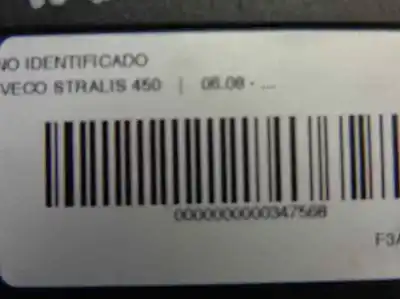 NO IDENTIFICADO
VECO STRALIS 450 | 06.08 - ...
0000000000347568
F3A